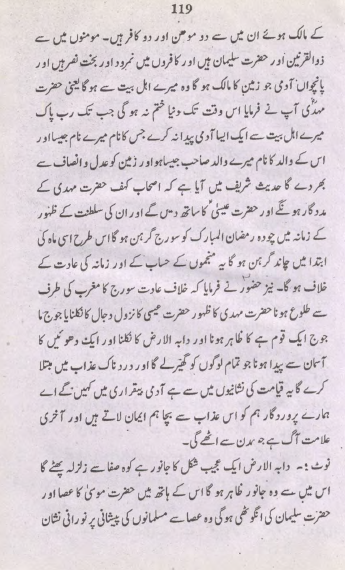 119
کے مالک ہوئے ان میں سے دو مومن اور دو کافر ہیں۔ مومنوں میں سے
ذوالقرنین اور حضرت سلیمان ہیں اور کافروں میں نمرود اور بخت نصر ہیں اور
پانچواں آدمی جو زمین کا مالک ہو گا وہ میرے اہل بیت سے ہو گا یعنی حضرت
مہدی آپ نے فرمایا اس وقت تک دنیا ختم نہ ہو گی جب تک رب پاک
میرے اہل بیت سے ایک ایسا آدمی پیدا نہ کرے جس کا نام میرے نام جیسا اور
اس کے والد کا نام میرے والد صاحب جیسا ہو اور زمین کو عدل و انصاف سے
بھر دے گا حدیث شریف میں آیا ہے کہ اصحاب کہف حضرت مہدی کے
مددگار ہونگے اور حضرت عیسیٰ کا ساتھ دیں گے اور ان کی سلطنت کے ظہور
کے زمانہ میں چودہ رمضان المبارک کو سورج گرہن ہو گا اس طرح اسی ماہ کی
ابتدا میں چاند گرہن ہو گا یہ منجموں کے حساب کے اور زمانہ کی عادت کے
خلاف ہو گا۔ نیز حضور نے فرمایا کہ خلاف عادت سورج کا مغرب کی طرف
سے طلوع ہونا حضرت مہدی کا ظہور حضرت عیسی کا نزول دجال کا نکلنا یاجوج ما
جوج ایک قوم ہے کا ظاہر ہونا اور دابہ الارض کا نکلنا اور ایک دھوئیں کا
آسمان سے پیدا ہونا جو تمام لوگوں کو گھیرلے گا اور درد ناک عذاب میں مبتلا
کرے گا یہ قیامت کی نشانیوں میں سے ہے آدمی بیقراری میں کہیں گے اے
ہمارے پروردگار ہم کو اس عذاب سے بچا ہم ایمان لاتے ہیں اور آخری
علامت آگ ہے جو عدن سے اٹھے گی۔
نوٹ :۔ دابہ الارض ایک عجیب شکل کا جانور ہے کوہ صفا سے زلزلہ پھٹے گا
اس میں سے وہ جانور ظاہر ہو گا اس کے ہاتھ میں حضرت موسیٰ کا عصا اور
حضرت سلیمان کی انگوٹھی ہو گی وہ عصا سے مسلمانوں کی پیشانی پر نورانی نشان